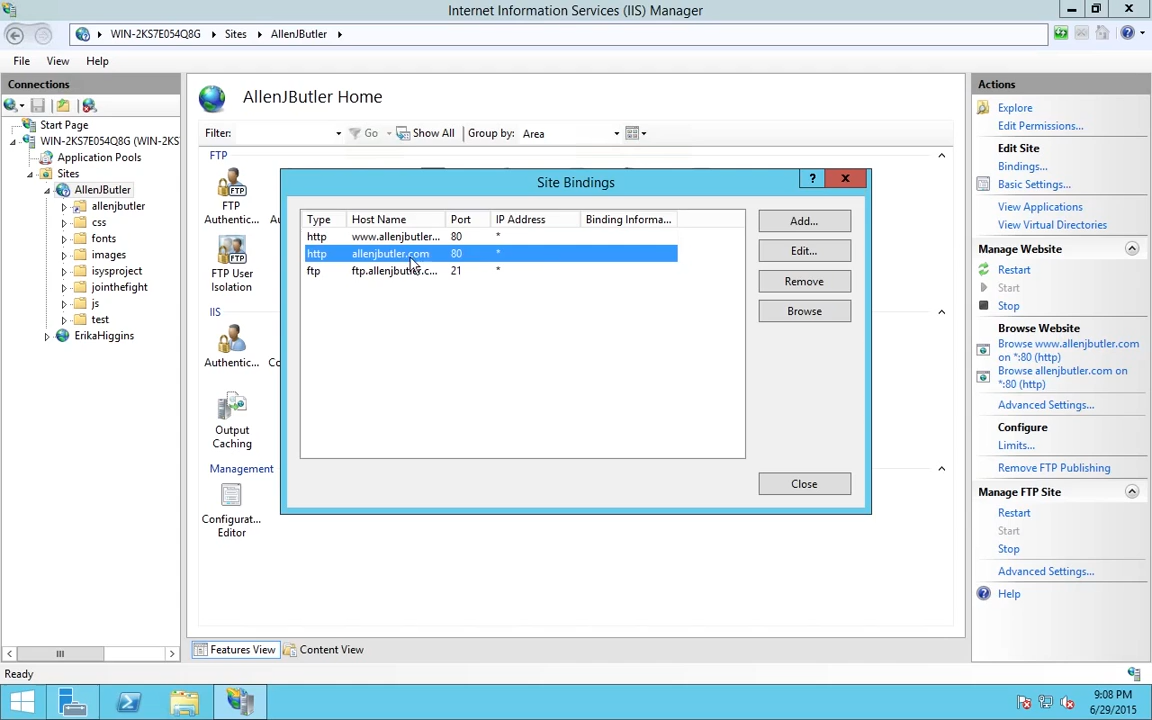 Internet Information Services (IIS) Manager
WIN-2KS7E054Q8G
Sites
AllenJButler
File
View
Help
Connections
Start Page
WIN-2KS7E054Q8G (WIN-2KS
Application Pools
Sites
AllenJButler
allenjbutler
css
fonts
images
isysproject
jointhefight
js
test
ErikaHiggins
AllenJButler Home
Filter:
Go
Show All
Group by:
Area
FTP
FTP
FTP
Authentic...
FTP
FTP User
Isolation
IIS
Authentic...
Output
Caching
Management
Configurat...
Editor
Site Bindings
?
X
Type
Host Name
Port
IP Address
Binding Informa...
http
www.allenjbutler...
80
*
http
allenjbutler.com
80
*
ftp
ftp.allenjbutler.c...
21
*
Add...
Edit...
Remove
Browse
Close
Features View
Content View
Actions
Explore
Edit Permissions...
Edit Site
Bindings...
Basic Settings...
View Applications
View Virtual Directories
Manage Website
Restart
Start
Stop
Browse Website
Browse www.allenjbutler.com
on *:80 (http)
Browse allenjbutler.com on
*:80 (http)
Advanced Settings...
Configure
Limits...
Remove FTP Publishing
Manage FTP Site
Restart
Start
Stop
Advanced Settings...
Help
Ready
9:08 PM
6/29/2015